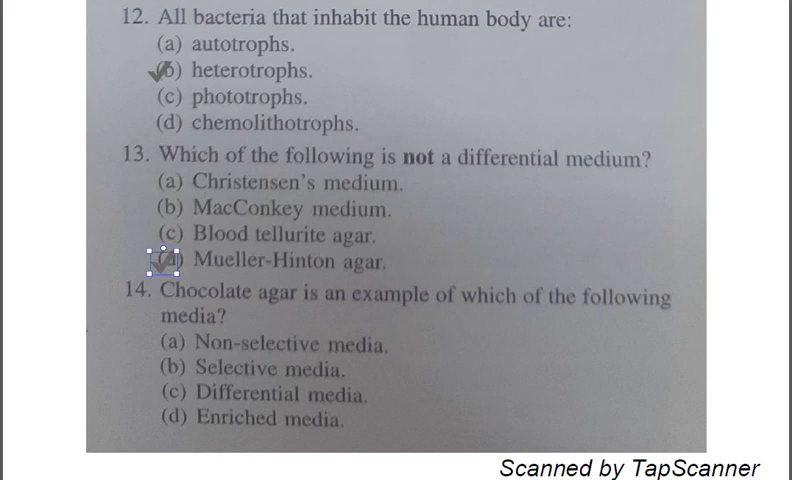 12. All bacteria that inhabit the human body are:
(a) autotrophs.
(b) heterotrophs.
(c) phototrophs.
(d) chemolithotrophs.
13. Which of the following is not a differential medium?
(a) Christensen's medium.
(b) MacConkey medium.
(c) Blood tellurite agar.
(d) Mueller-Hinton agar.
14. Chocolate agar is an example of which of the following
media?
(a) Non-selective media.
(b) Selective media.
(c) Differential media.
(d) Enriched media.
Scanned by TapScanner